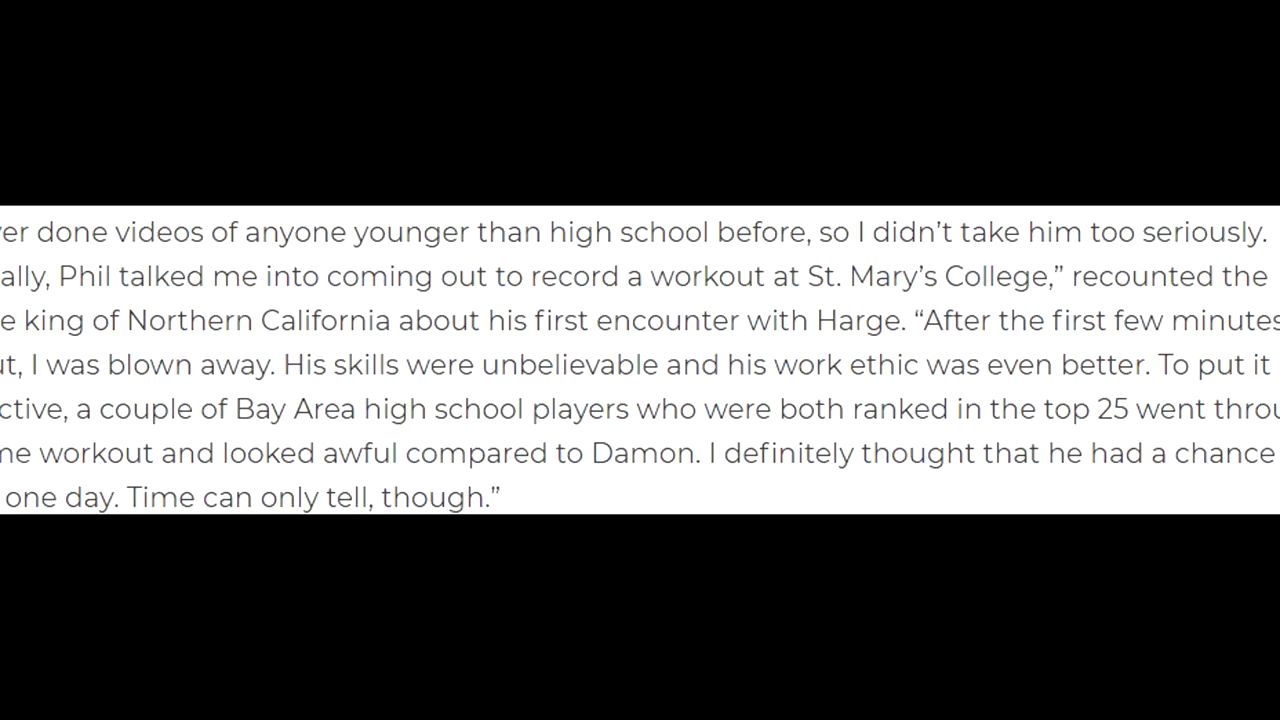 er done videos of anyone younger than high school before, so I didn’t take him too seriously.
ally, Phil talked me into coming out to record a workout at St. Mary’s College,” recounted the
e king of Northern California about his first encounter with Harge. “After the first few minutes
ut, I was blown away. His skills were unbelievable and his work ethic was even better. To put it
ctive, a couple of Bay Area high school players who were both ranked in the top 25 went throu
me workout and looked awful compared to Damon. I definitely thought that he had a chance
one day. Time can only tell, though.”